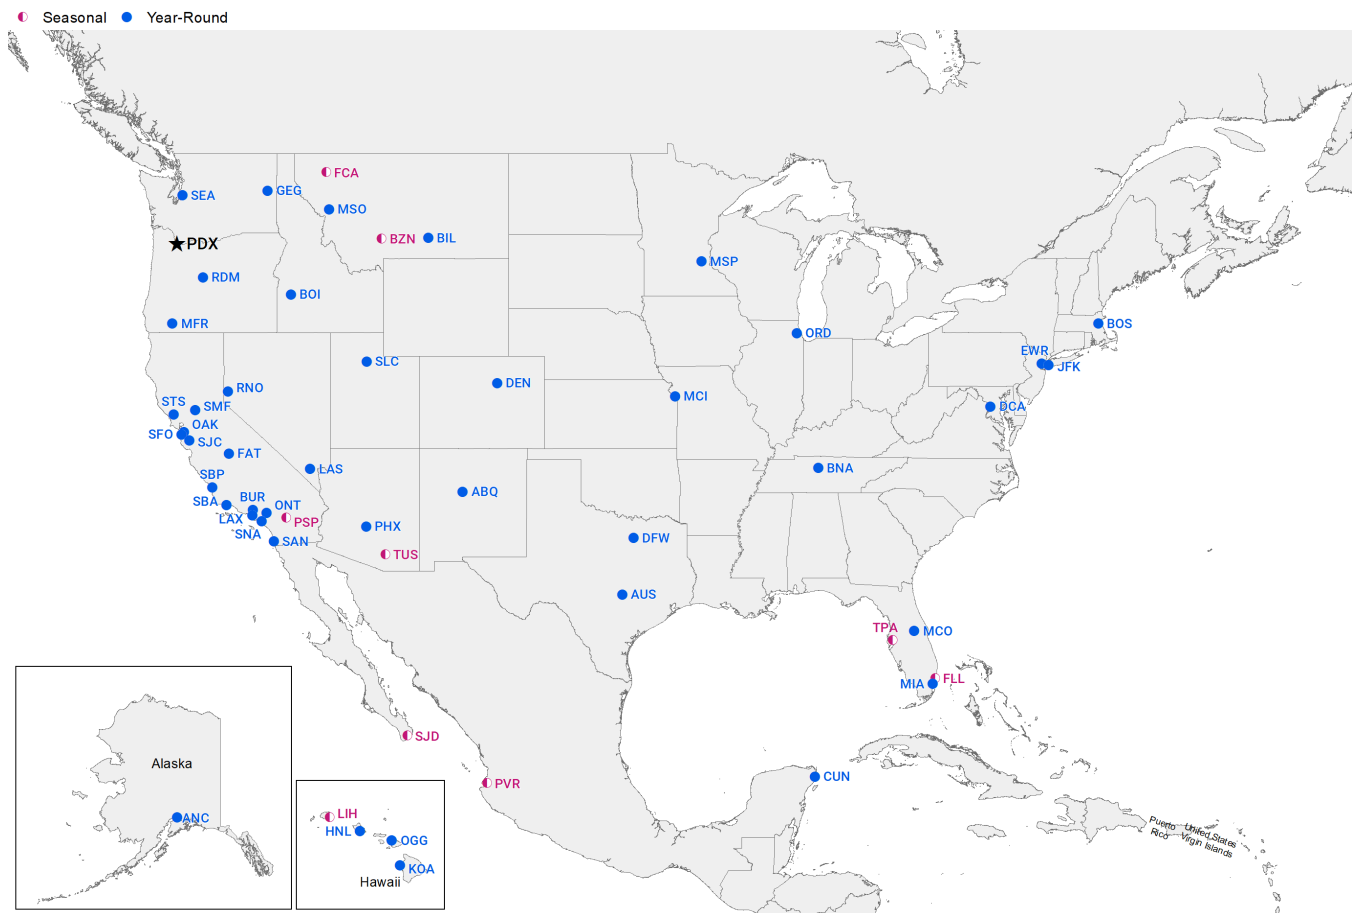 Seasonal Year-Round
FCA
GEG
SEA
MSO
BZN
BIL
PDX
MSP
RDM
BOI
MFR
BOS
ORD
EWR
SLC
JFK
DEN
RNO
MCI
STS
SMF
DCA
OAK
SFO
SJC
FAT
LAS
BNA
SBP
ABQ
BUR
SBA
ONT
LAX
PSP
PHX
SNA
SAN
DFW
TUS
AUS
TPA
MCO
FLL
MIA
SJD
Alaska
CUN
PVR
LIH
ANC
HNL
OGG
KOA
Hawaii
Puerto
Rico
United States
Virgin Islands